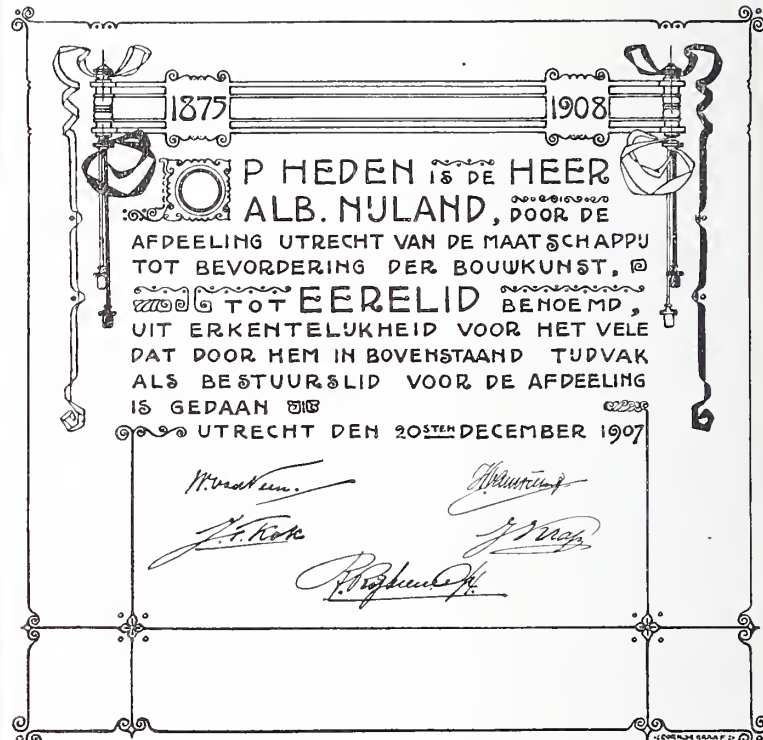 1875 1908
OP HEDEN IS DE HEER
ALB. NIJLAND, DOOR DE
AFDEELING UTRECHT VAN DE MAATSCHAPPIJ
TOT BEVORDERING DER BOUWKUNST,
TOT EERELID BENOEMD,
UIT ERKENTELIJKHEID VOOR HET VELE
DAT DOOR HEM IN BOVENSTAAND TIJDVAK
ALS BESTUURSLID VOOR DE AFDEELING
IS GEDAAN
UTRECHT DEN 20STEN DECEMBER 1907
J. F. Kok